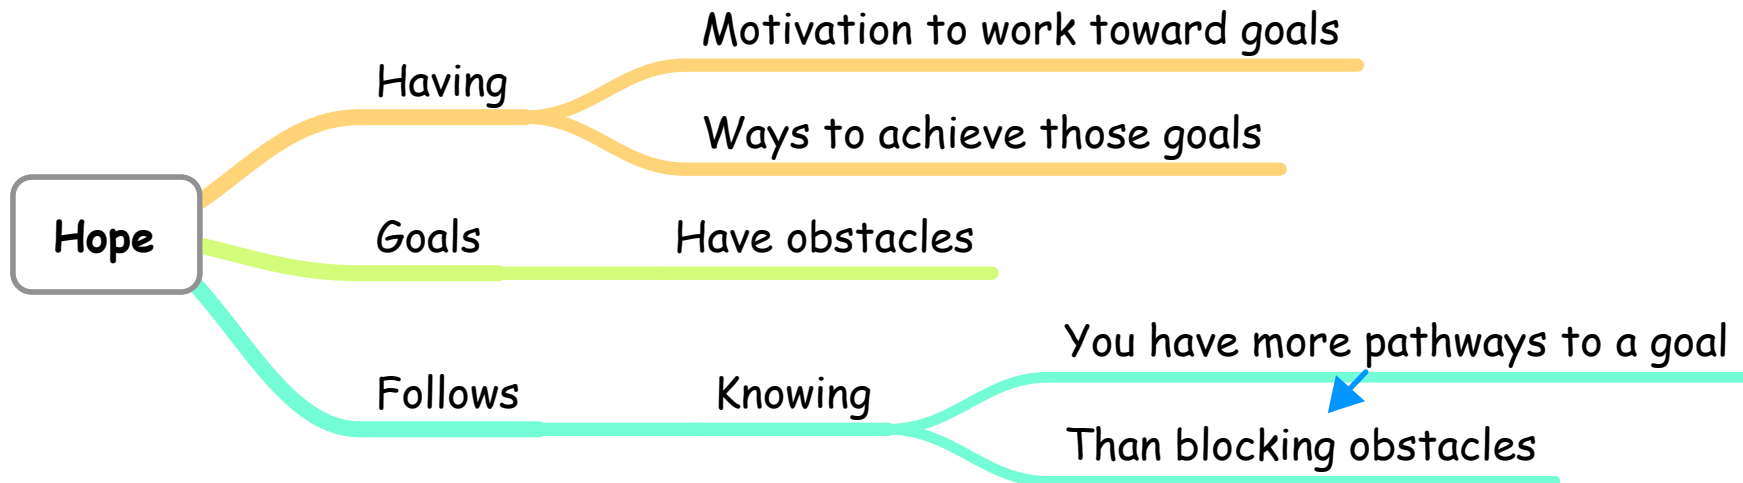 Motivation to work toward goals
Having
Ways to achieve those goals
Hope
Goals
Have obstacles
You have more pathways to a goal
Follows
Knowing
Than blocking obstacles